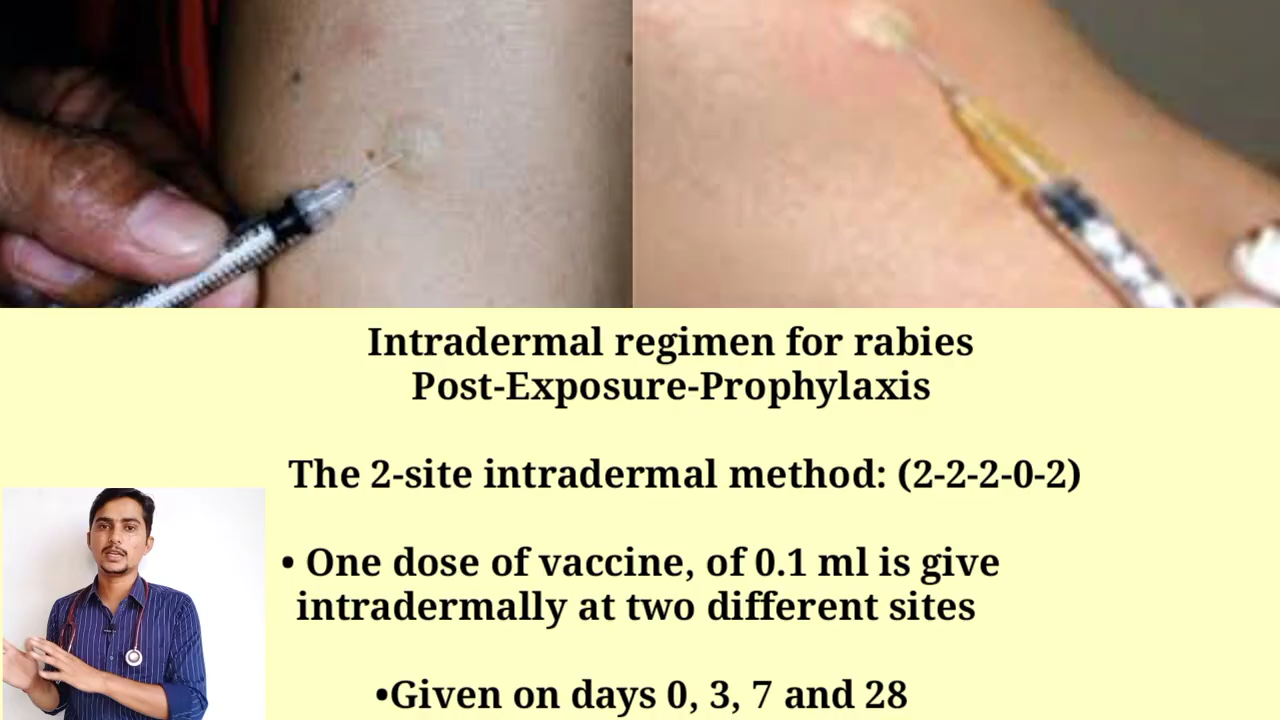 Intradermal regimen for rabies
Post-Exposure-Prophylaxis
The 2-site intradermal method: (2-2-2-0-2)
• One dose of vaccine, of 0.1 ml is give
intradermally at two different sites
•Given on days 0, 3, 7 and 28